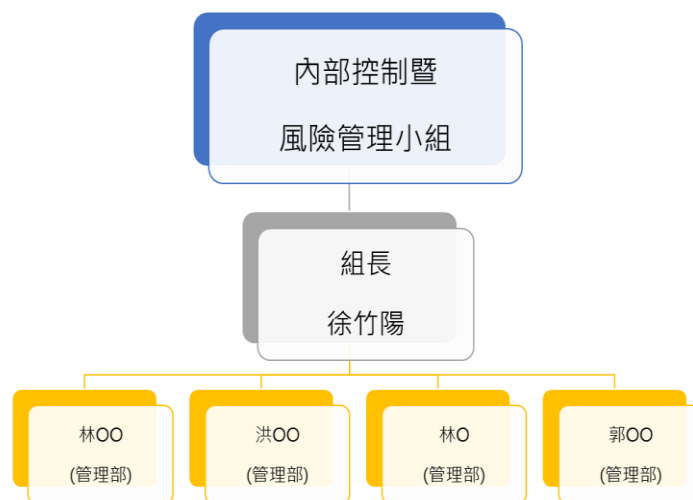 內部控制暨
風險管理小組
組長
徐竹陽
林OO
(管理部)
洪OO
(管理部)
林O
(管理部)
郭OO
(管理部)